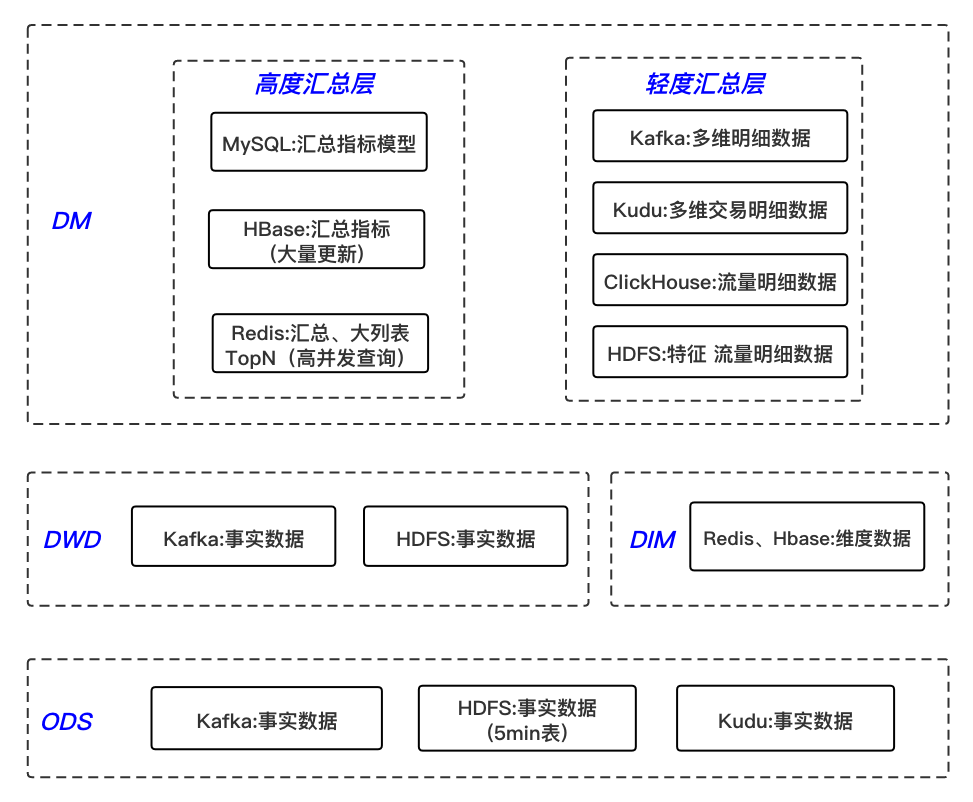 高度汇总层
轻度汇总层
MySQL:汇总指标模型
Kafka:多维明细数据
DM
HBase:汇总指标
（大量更新）
Kudu:多维交易明细数据
ClickHouse:流量明细数据
Redis:汇总、大列表
TopN（高并发查询）
HDFS:特征 流量明细数据
DWD
Kafka:事实数据
HDFS:事实数据
DIM
Redis、Hbase:维度数据
ODS
Kafka:事实数据
HDFS:事实数据
（5min表）
Kudu:事实数据